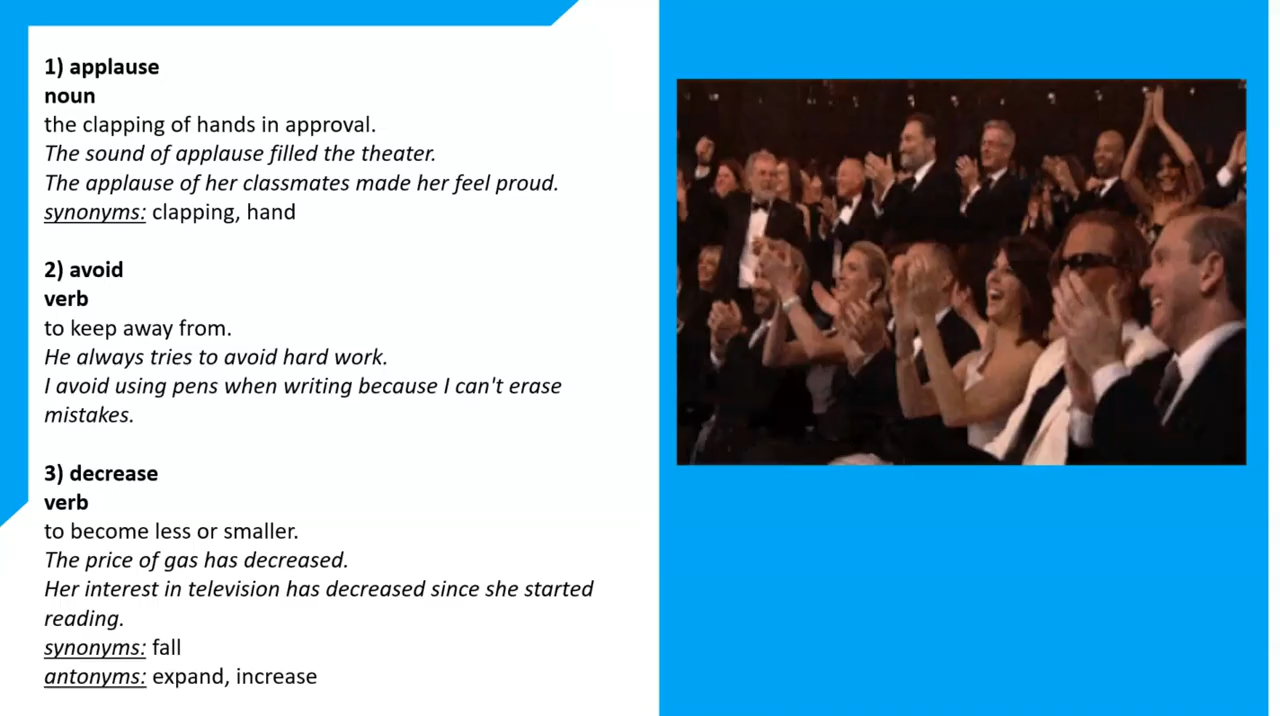 1) applause
noun
the clapping of hands in approval.
The sound of applause filled the theater.
The applause of her classmates made her feel proud.
synonyms: clapping, hand
2) avoid
verb
to keep away from.
He always tries to avoid hard work.
I avoid using pens when writing because I can't erase
mistakes.
3) decrease
verb
to become less or smaller.
The price of gas has decreased.
Her interest in television has decreased since she started
reading.
synonyms: fall
antonyms: expand, increase